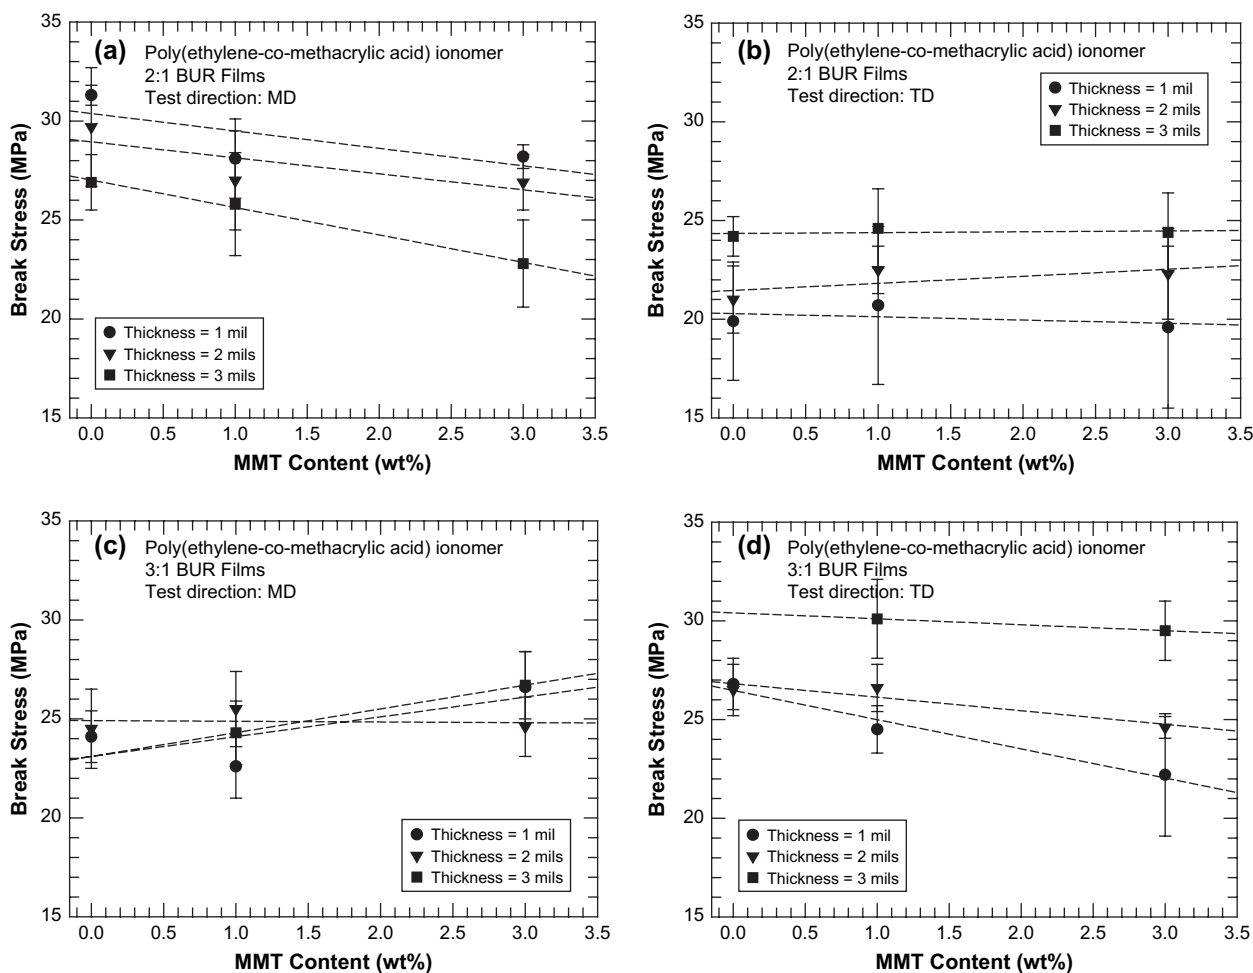 (a) Poly(ethylene-co-methacrylic acid) ionomer
2:1 BUR Films
Test direction: MD
Break Stress (MPa)
35
30
25
20
15
Thickness = 1 mil
Thickness = 2 mils
Thickness = 3 mils
0.0 0.5 1.0 1.5 2.0 2.5 3.0 3.5
MMT Content (wt%)
(b) Poly(ethylene-co-methacrylic acid) ionomer
2:1 BUR Films
Test direction: TD
Thickness = 1 mil
Thickness = 2 mils
Thickness = 3 mils
Break Stress (MPa)
35
30
25
20
15
0.0 0.5 1.0 1.5 2.0 2.5 3.0 3.5
MMT Content (wt%)
(c) Poly(ethylene-co-methacrylic acid) ionomer
3:1 BUR Films
Test direction: MD
Break Stress (MPa)
35
30
25
20
15
Thickness = 1 mil
Thickness = 2 mils
Thickness = 3 mils
0.0 0.5 1.0 1.5 2.0 2.5 3.0 3.5
MMT Content (wt%)
(d) Poly(ethylene-co-methacrylic acid) ionomer
3:1 BUR Films
Test direction: TD
Break Stress (MPa)
35
30
25
20
15
Thickness = 1 mil
Thickness = 2 mils
Thickness = 3 mils
0.0 0.5 1.0 1.5 2.0 2.5 3.0 3.5
MMT Content (wt%)